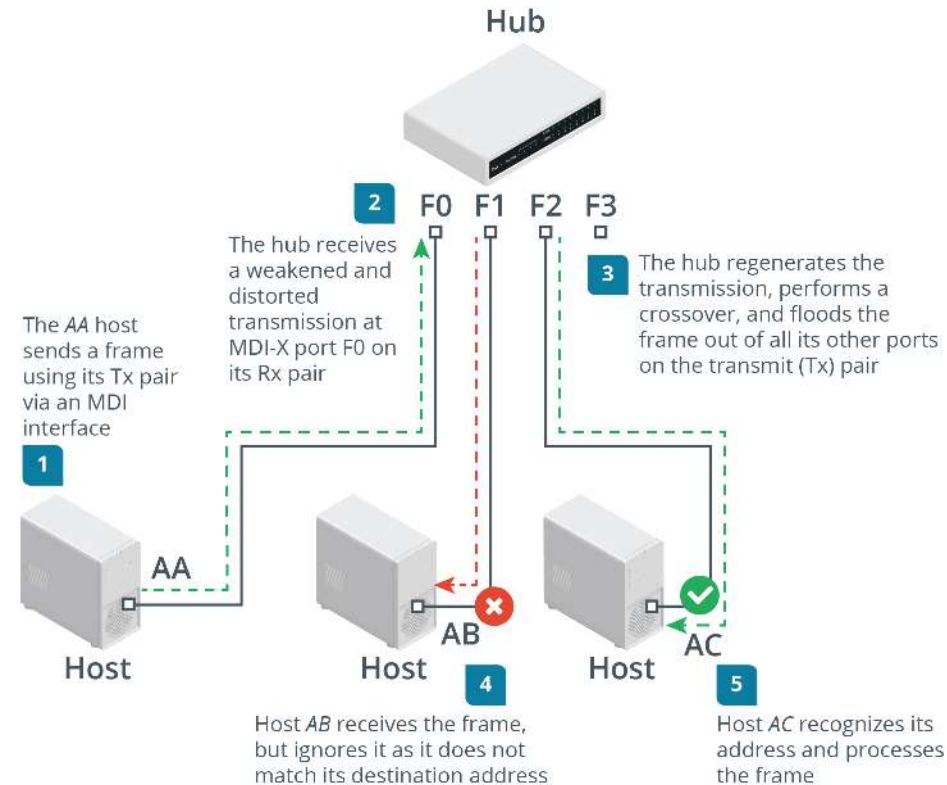 Hub
2
F0 F1 F2 F3
The hub receives
a weakened and
distorted
transmission at
MDI-X port F0 on
its Rx pair
3
The hub regenerates the
transmission, performs a
crossover, and floods the
frame out of all its other ports
on the transmit (Tx) pair
The AA host
sends a frame
using its Tx pair
via an MDI
interface
1
AA
Host
AB
Host
AC
Host
4
Host AB receives the frame,
but ignores it as it does not
match its destination address
5
Host AC recognizes its
address and processes
the frame